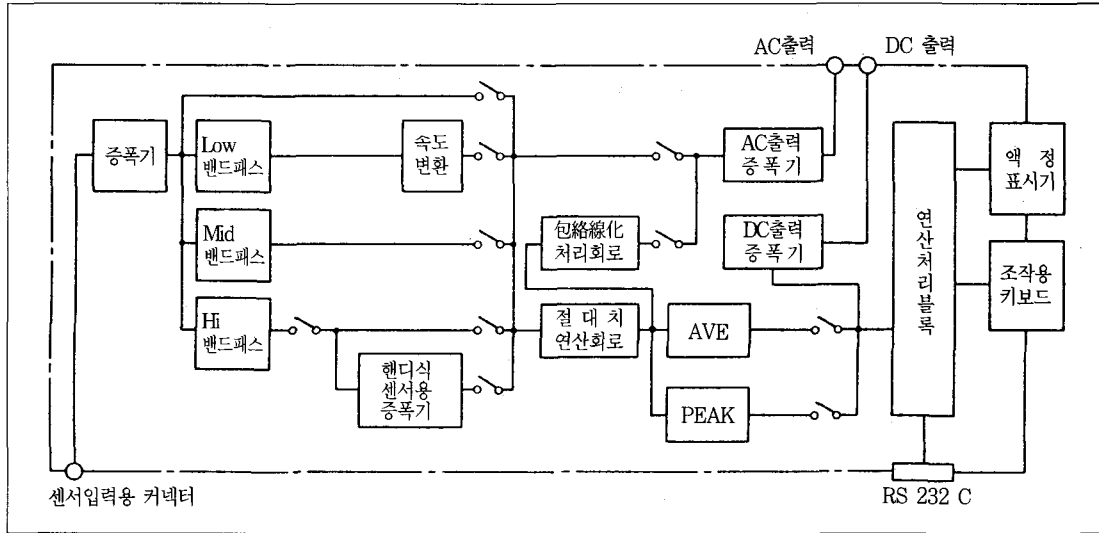 AC출력
DC 출력
증폭기
Low
밴드패스
속도
변환
AC출력
증폭기
액 정
표시기
Mid
밴드패스
包絡線化
처리회로
DC출력
증폭기
연산처리블록
조작용
키보드
Hi
밴드패스
절 대 치
연산회로
AVE
핸디식
센서용
증폭기
PEAK
센서입력용 커넥터
RS 232 C